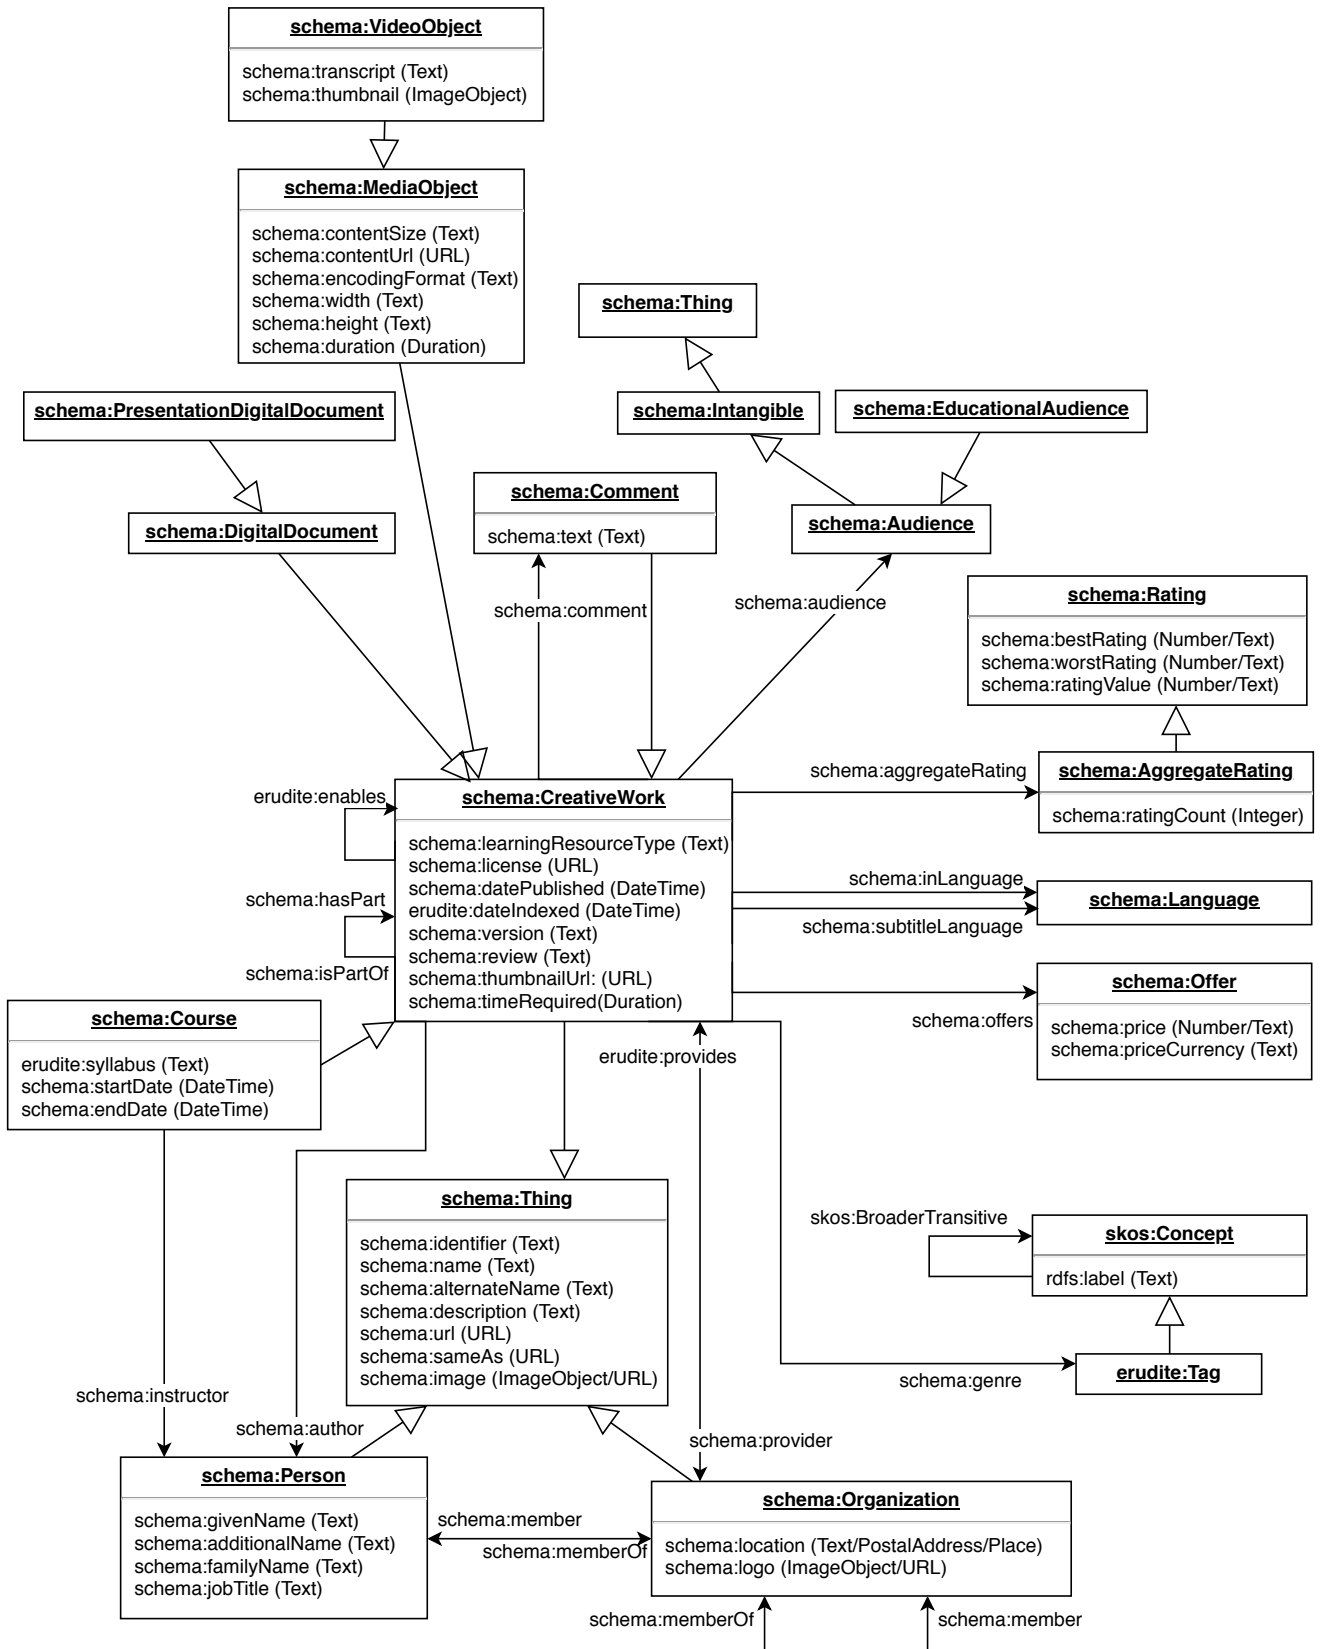 schema:VideoObject
schema:transcript (Text)
schema:thumbnail (ImageObject)
schema:MediaObject
schema:contentSize (Text)
schema:contentUrl (URL)
schema:encodingFormat (Text)
schema:width (Text)
schema:height (Text)
schema:duration (Duration)
schema:Thing
schema:PresentationDigitalDocument
schema:Intangible
schema:EducationalAudience
schema:DigitalDocument
schema:Comment
schema:text (Text)
schema:Audience
schema:comment
schema:audience
schema:Rating
schema:bestRating (Number/Text)
schema:worstRating (Number/Text)
schema:ratingValue (Number/Text)
schema:aggregateRating
schema:AggregateRating
schema:ratingCount (Integer)
erudite:enables
schema:hasPart
schema:isPartOf
schema:CreativeWork
schema:learningResourceType (Text)
schema:license (URL)
schema:datePublished (DateTime)
erudite:dateIndexed (DateTime)
schema:version (Text)
schema:review (Text)
schema:thumbnailUrl: (URL)
schema:timeRequired(Duration)
schema:inLanguage
schema:subtitleLanguage
schema:Language
schema:offers
schema:Offer
schema:price (Number/Text)
schema:priceCurrency (Text)
schema:Course
erudite:syllabus (Text)
schema:startDate (DateTime)
schema:endDate (DateTime)
erudite:provides
schema:Thing
schema:identifier (Text)
schema:name (Text)
schema:alternateName (Text)
schema:description (Text)
schema:url (URL)
schema:sameAs (URL)
schema:image (ImageObject/URL)
skos:BroaderTransitive
skos:Concept
rdfs:label (Text)
schema:genre
erudite:Tag
schema:instructor
schema:author
schema:provider
schema:Person
schema:givenName (Text)
schema:additionalName (Text)
schema:familyName (Text)
schema:jobTitle (Text)
schema:member
schema:memberOf
schema:Organization
schema:location (Text/PostalAddress/Place)
schema:logo (ImageObject/URL)
schema:memberOf
schema:member